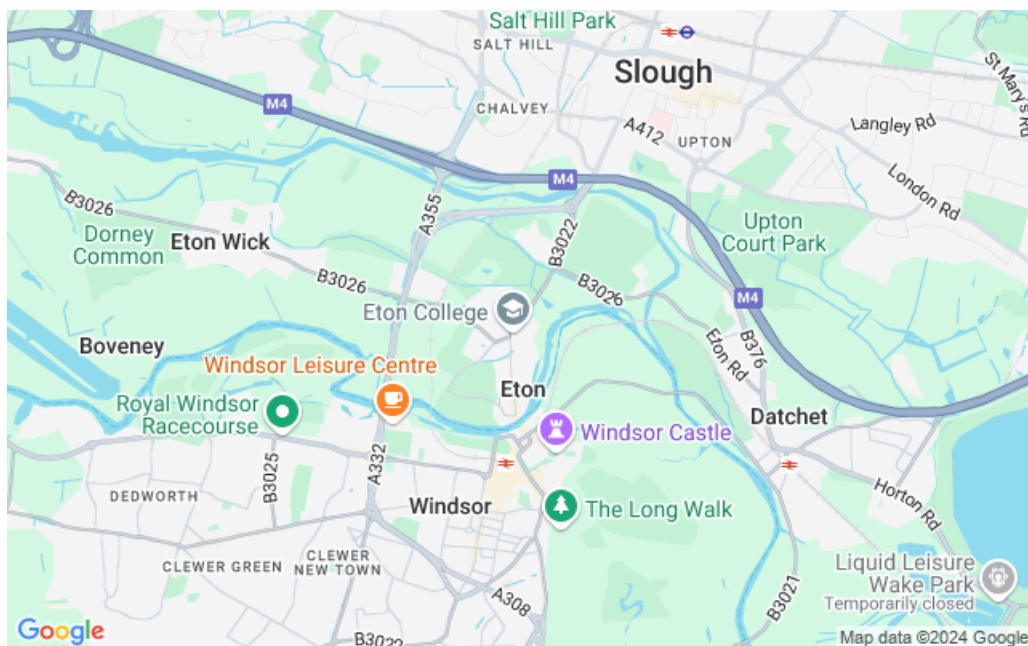 Salt Hill Park
SALT HILL
Slough
St Mary's Rd
M4
CHALVEY
A412
UPTON
Langley Rd
London Rd
M4
B3026
A355
Upton
Court Park
Dorney
Common
Eton Wick
B3022
B3026
B3026
M4
Eton College
Boveney
Eton Rd
B376
Windsor Leisure Centre
Eton
Royal Windsor
Racecourse
Datchet
Windsor Castle
B3025
A332
DEDWORTH
Windsor
The Long Walk
Horton Rd
CLEWER GREEN
CLEWER
NEW TOWN
Liquid Leisure
Wake Park
Temporarily closed
B3021
A308
B3022
Google
Map data ©2024 Google